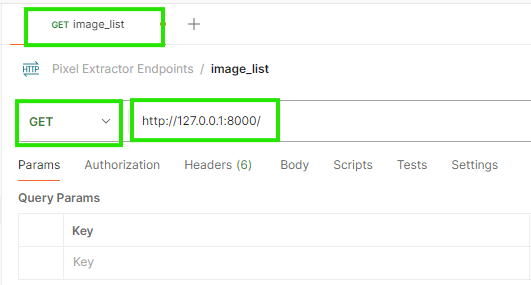 GET image_list
HTTP Pixel Extractor Endpoints / image_list
GET http://127.0.0.1:8000/
Params Authorization Headers (6) Body Scripts Tests Settings
Query Params
Key
Key